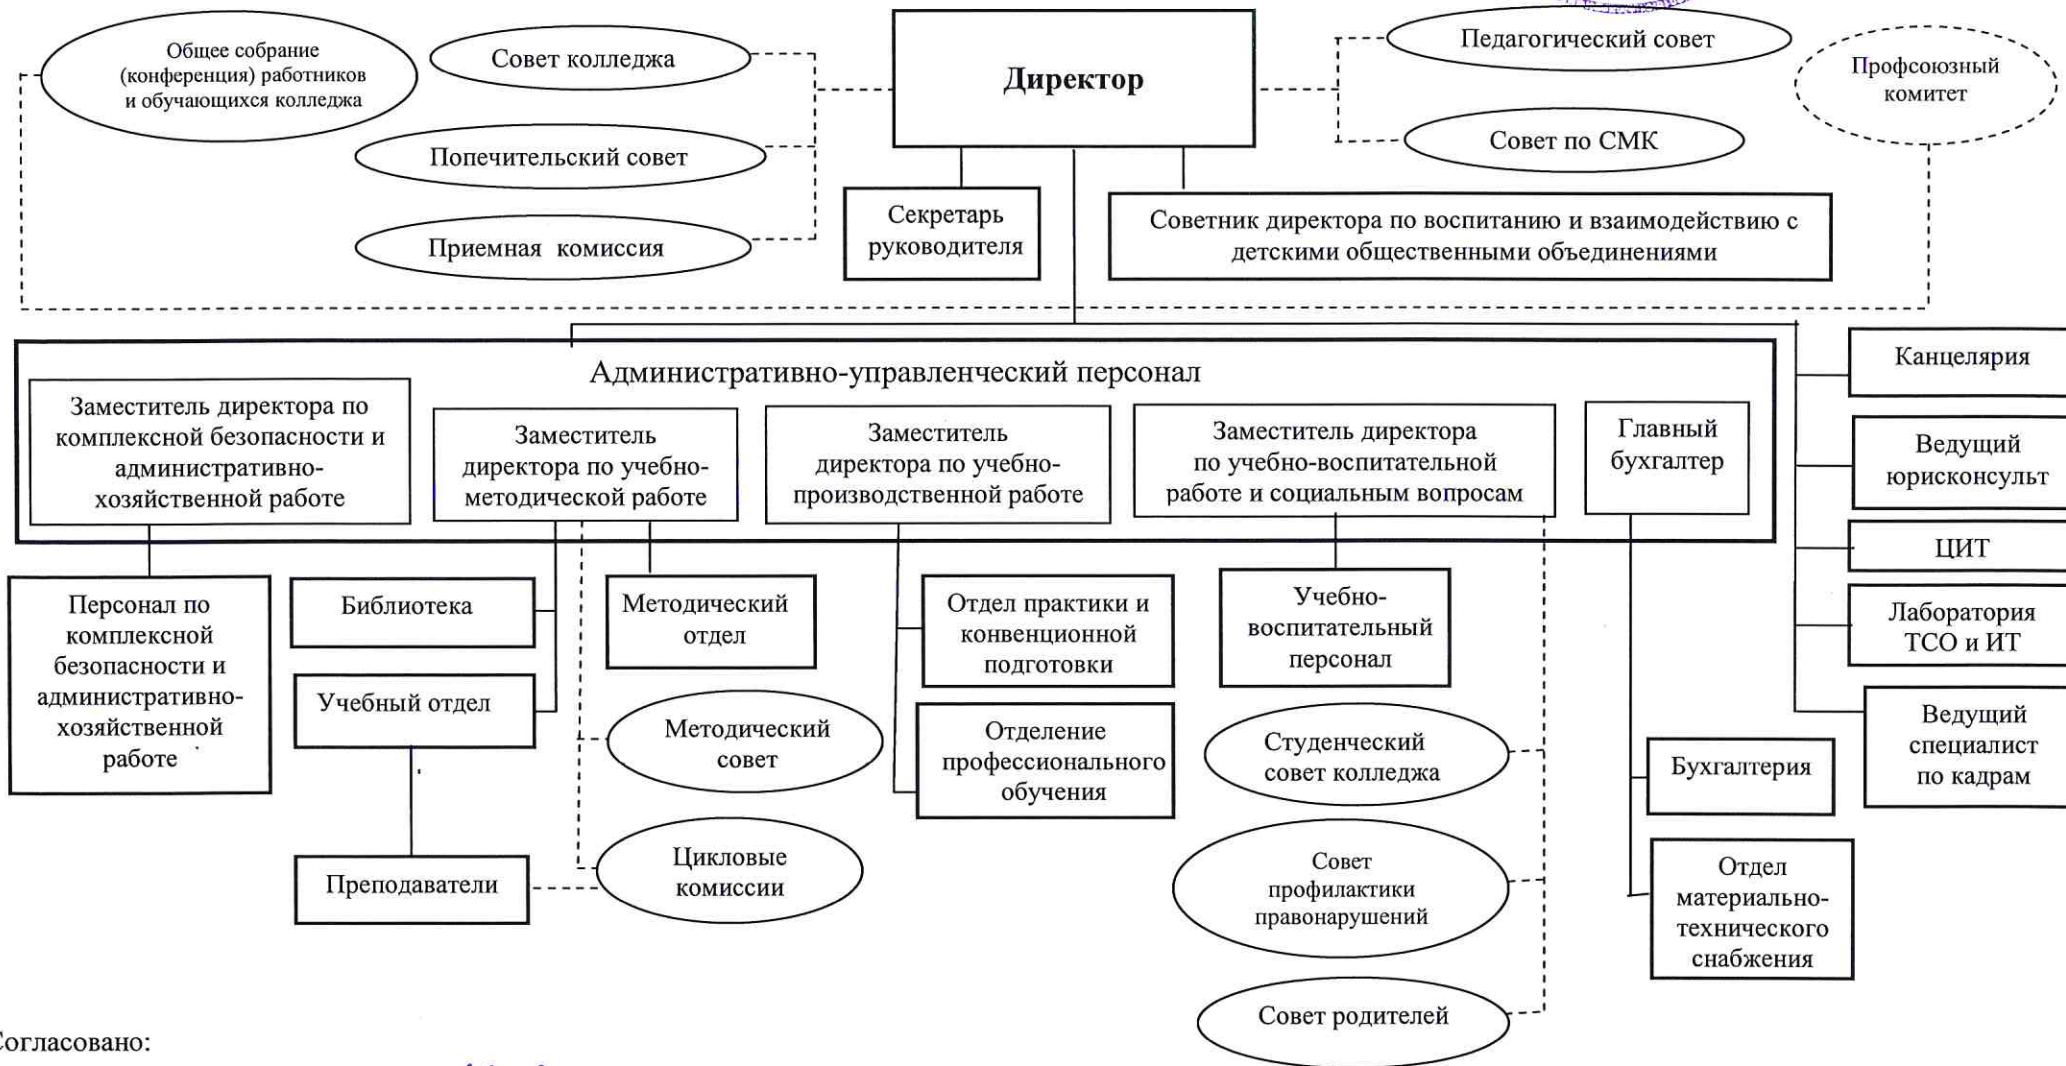 Общее собрание
(конференция) работников
и обучающихся колледжа
Совет колледжа
Попечительский совет
Приемная комиссия
Директор
Педагогический совет
Совет по СМК
Профсоюзный
комитет
Секретарь
руководителя
Советник директора по воспитанию и взаимодействию с
детскими общественными объединениями
Административно-управленческий персонал
Заместитель директора по
комплексной безопасности и
административно-
хозяйственной работе
Заместитель
директора по учебно-
методической работе
Заместитель
директора по учебно-
производственной работе
Заместитель директора
по учебно-воспитательной
работе и социальным вопросам
Главный
бухгалтер
Канцелярия
Ведущий
юрисконсульт
ЦИТ
Лаборатория
ТСО и ИТ
Ведущий
специалист
по кадрам
Персонал по
комплексной
безопасности и
административно-
хозяйственной
работе
Библиотека
Учебный отдел
Преподаватели
Методический
отдел
Методический
совет
Цикловые
комиссии
Отдел практики и
конвенционной
подготовки
Отделение
профессионального
обучения
Учебно-
воспитательный
персонал
Студенческий
совет колледжа
Совет
профилактики
правонарушений
Совет родителей
Бухгалтерия
Отдел
материально-
технического
снабжения
Согласовано: